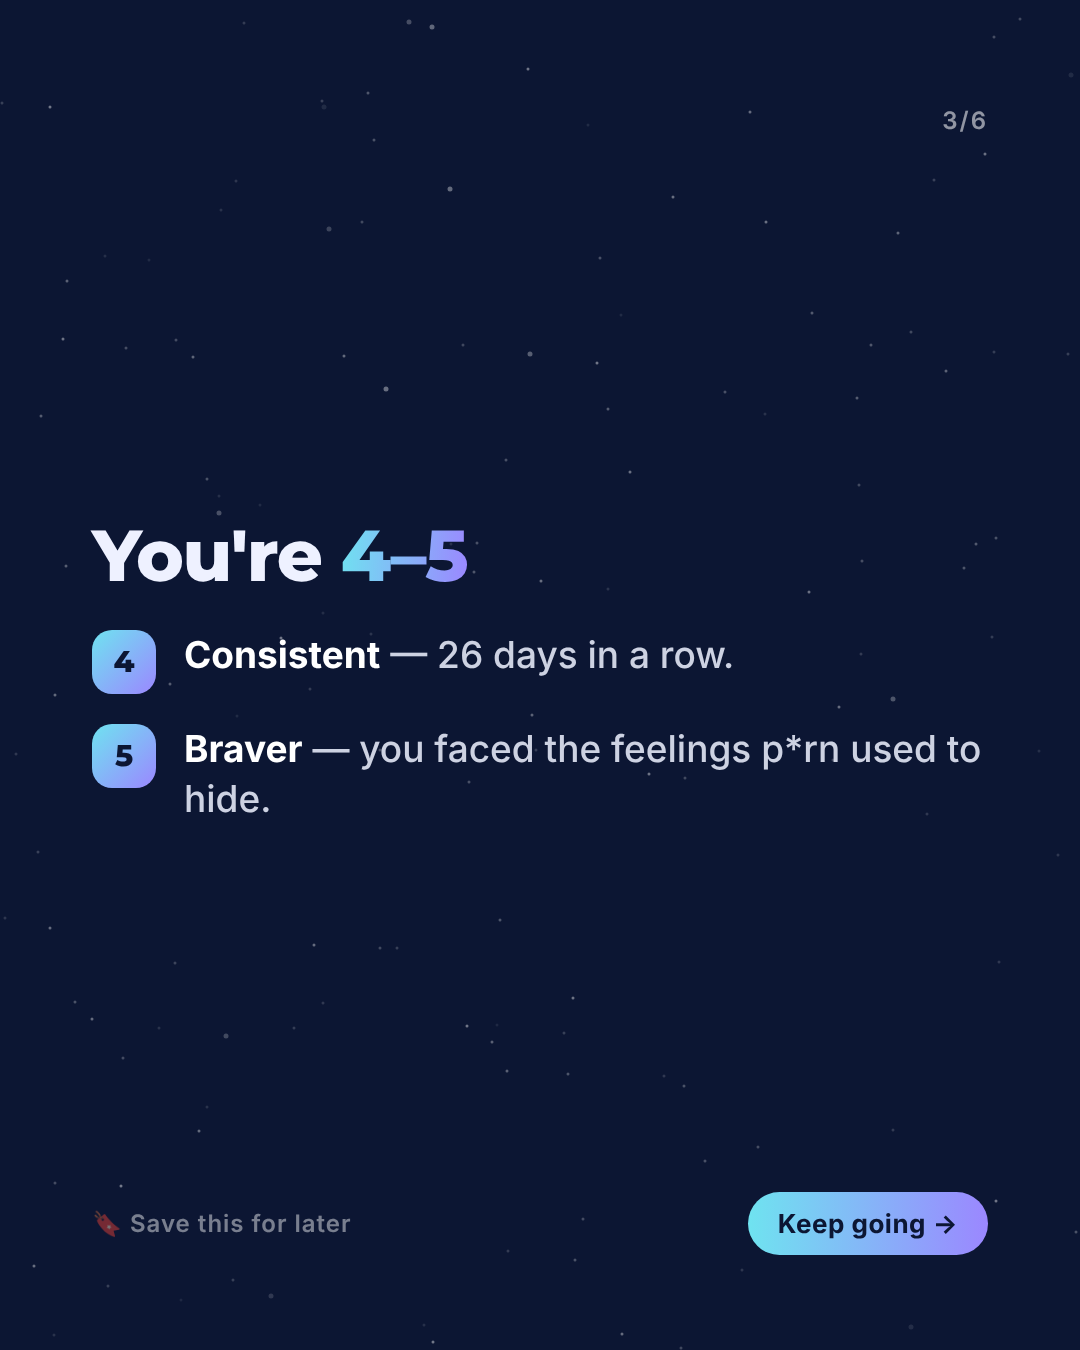 3/6
You're 4–5
4
Consistent — 26 days in a row.
5
Braver — you faced the feelings p*rn used to
hide.
🔖 Save this for later
Keep going →